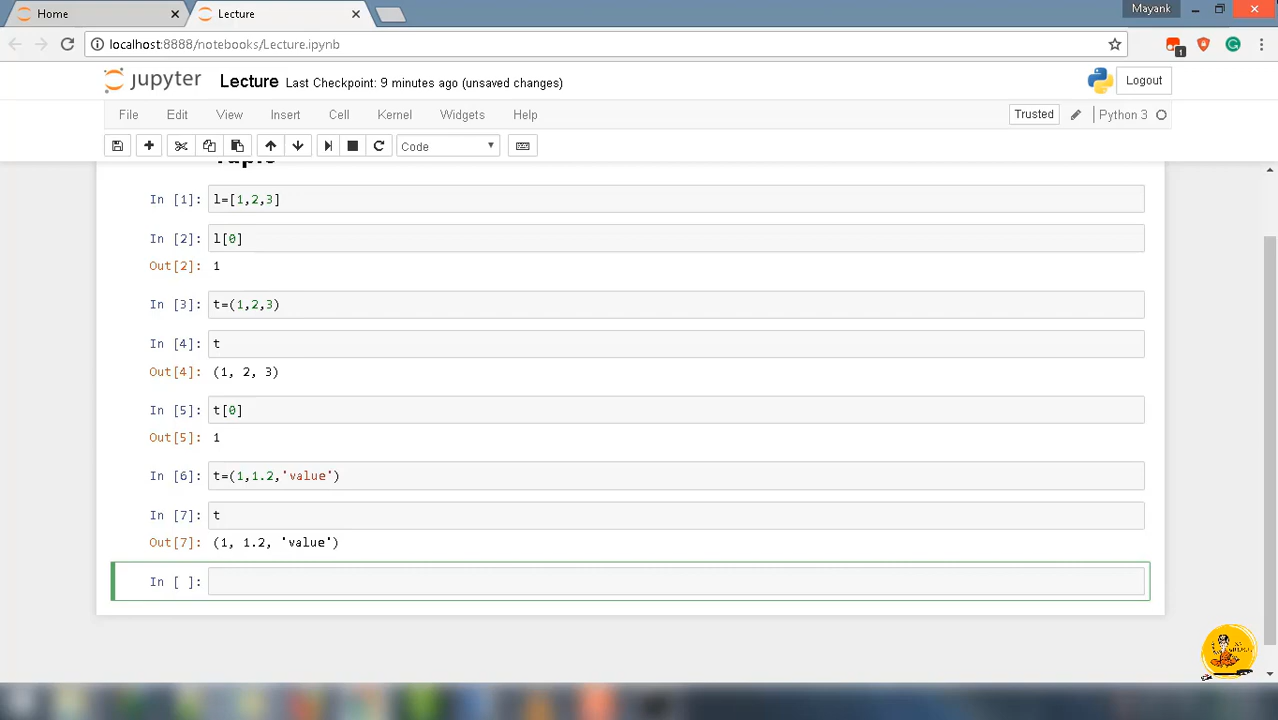 Home
Lecture
Mayank
localhost:8888/notebooks/Lecture.ipynb
1
jupyter Lecture Last Checkpoint: 9 minutes ago (unsaved changes)
Logout
File Edit View Insert Cell Kernel Widgets Help
Trusted Python 3
Code
In [1]: l=[1,2,3]
In [2]: l[0]
Out[2]: 1
In [3]: t=(1,2,3)
In [4]: t
Out[4]: (1, 2, 3)
In [5]: t[0]
Out[5]: 1
In [6]: t=(1,1.2,'value')
In [7]: t
Out[7]: (1, 1.2, 'value')
In [ ]: